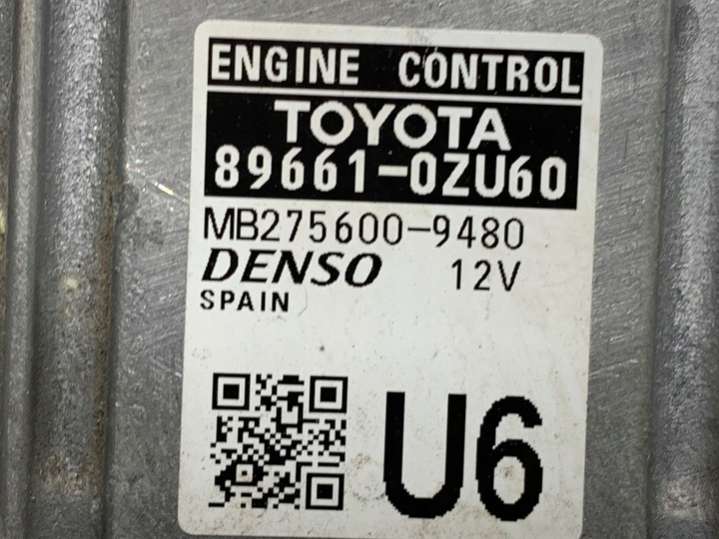 ENGINE CONTROL
TOYOTA
89661-0ZU60
MB275600-9480
DENSO 12V
SPAIN
U6